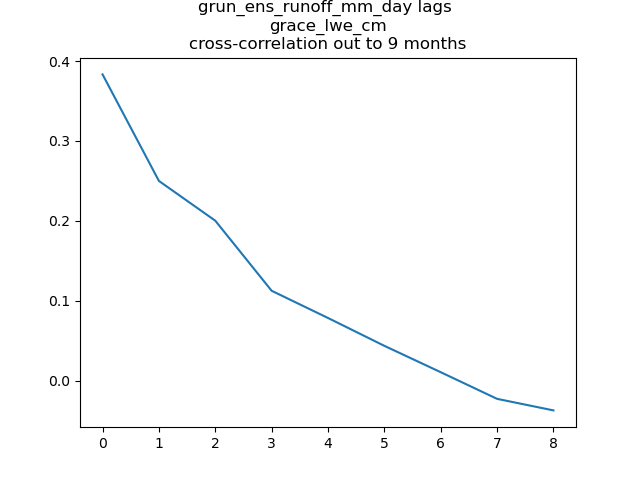 grun_ens_runoff_mm_day lags
grace_lwe_cm
cross-correlation out to 9 months
0.4
0.3
0.2
0.1
0.0
0 1 2 3 4 5 6 7 8